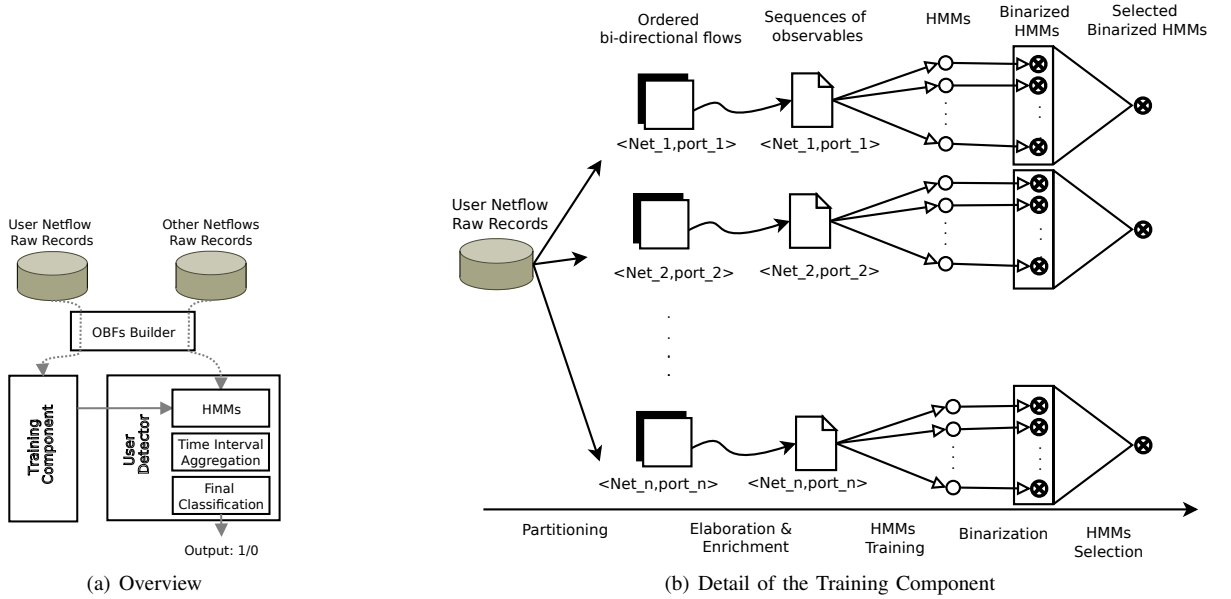 User Netflow
Raw Records
Other Netflows
Raw Records
OBFs Builder
Training
Component
User
Detector
HMMs
Time Interval
Aggregation
Final
Classification
Output: 1/0
(a) Overview
Ordered
bi-directional flows
Sequences of
observables
HMMs
Binarized
HMMs
Selected
Binarized HMMs
<Net_1,port_1>
<Net_1,port_1>
User Netflow
Raw Records
<Net_2,port_2>
<Net_2,port_2>
<Net_n,port_n>
<Net_n,port_n>
Partitioning
Elaboration &
Enrichment
HMMs
Training
Binarization
HMMs
Selection
(b) Detail of the Training Component